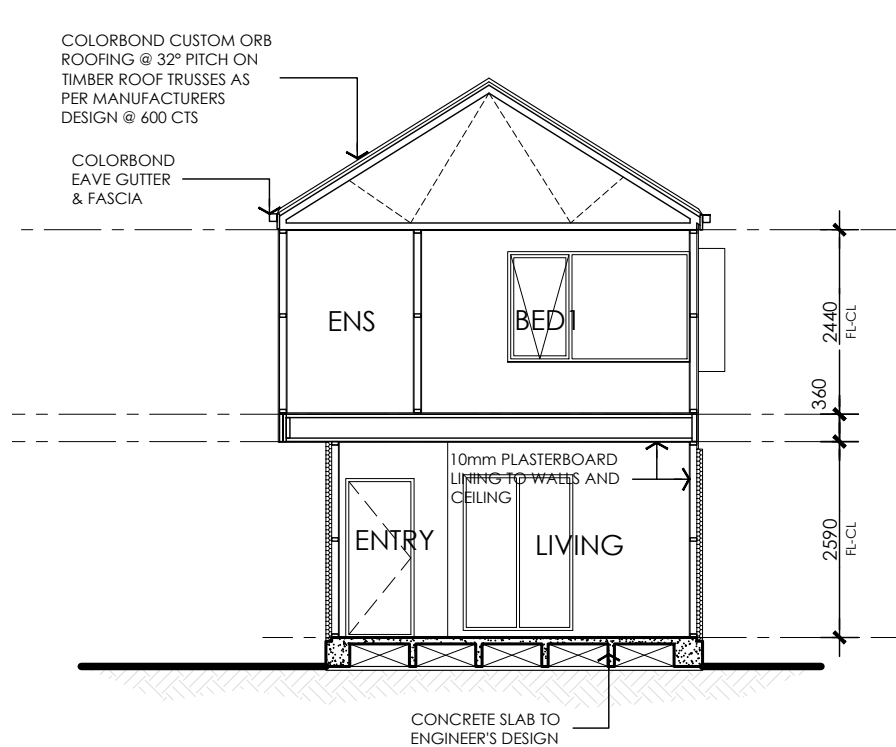 COLORBOND CUSTOM ORB
ROOFING @ 32° PITCH ON
TIMBER ROOF TRUSSES AS
PER MANUFACTURERS
DESIGN @ 600 CTS
COLORBOND
EAVE GUTTER
& FASCIA
ENS
BED1
2440
FL-CL
360
10mm PLASTERBOARD
LINING TO WALLS AND
CEILING
ENTRY
LIVING
2590
FL-CL
CONCRETE SLAB TO
ENGINEER'S DESIGN